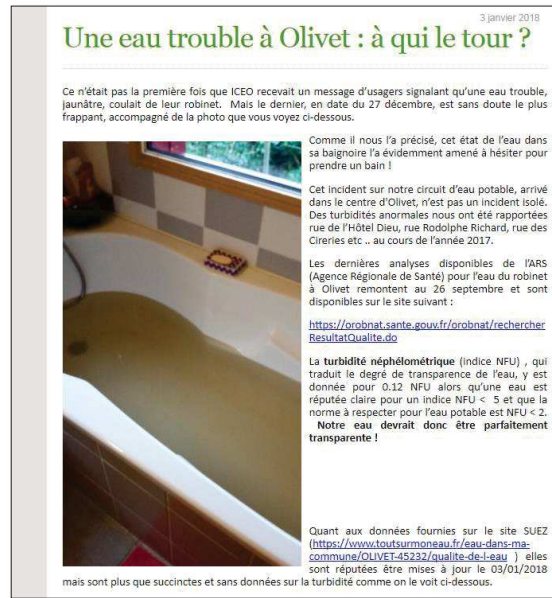 3 janvier 2018
Une eau trouble à Olivet : à qui le tour ?
Ce n'était pas la première fois que ICEO recevait un message d'usagers signalant qu'une eau trouble,
jaunâtre, coulait de leur robinet. Mais le dernier, en date du 27 décembre, est sans doute le plus
frappant, accompagné de la photo que vous voyez ci-dessous.
Comme il nous l'a précisé, cet état de l'eau dans
sa baignoire l'a évidemment amené à hésiter pour
prendre un bain !
Cet incident sur notre circuit d'eau potable, arrivé
dans le centre d'Olivet, n'est pas un incident isolé.
Des turbidités anormales nous ont été rapportées
rue de l'Hôtel Dieu, rue Rodolphe Richard, rue des
Cireries etc .. au cours de l'année 2017.
Les dernières analyses disponibles de l'ARS
(Agence Régionale de Santé) pour l'eau du robinet
à Olivet remontent au 26 septembre et sont
disponibles sur le site suivant :
https://orobnat.sante.gouv.fr/orobnat/rechercher
ResultatQualite.do
La turbidité néphélométrique (indice NFU) , qui
traduit le degré de transparence de l'eau, y est
donnée pour 0.12 NFU alors qu'une eau est
réputée claire pour un indice NFU < 5 et que la
norme à respecter pour l'eau potable est NFU < 2.
Notre eau devrait donc être parfaitement
transparente !
Quant aux données fournies sur le site SUEZ
(https://www.toutsurmoneau.fr/eau-dans-ma-
commune/OLIVET-45232/qualite-de-l-eau ) elles
sont réputées être mises à jour le 03/01/2018
mais sont plus que succinctes et sans données sur la turbidité comme on le voit ci-dessous.